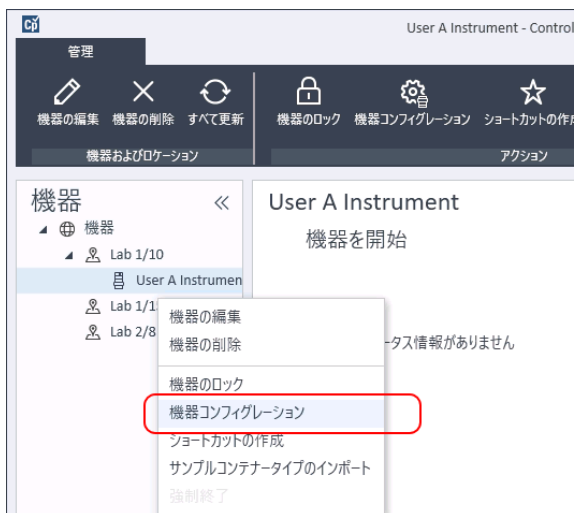 User A Instrument - Control
管理
機器の編集 機器の削除 すべて更新 機器のロック 機器コンフィグレーション ショートカットの作成
機器およびロケーション アクション
機器
User A Instrument
機器
機器を開始
Lab 1/10
User A Instrumen
Lab 1/1
Lab 2/8
機器の編集
機器の削除
ータス情報がありません
機器のロック
機器コンフィグレーション
ショートカットの作成
サンプルコンテナータイプのインポート
強制終了